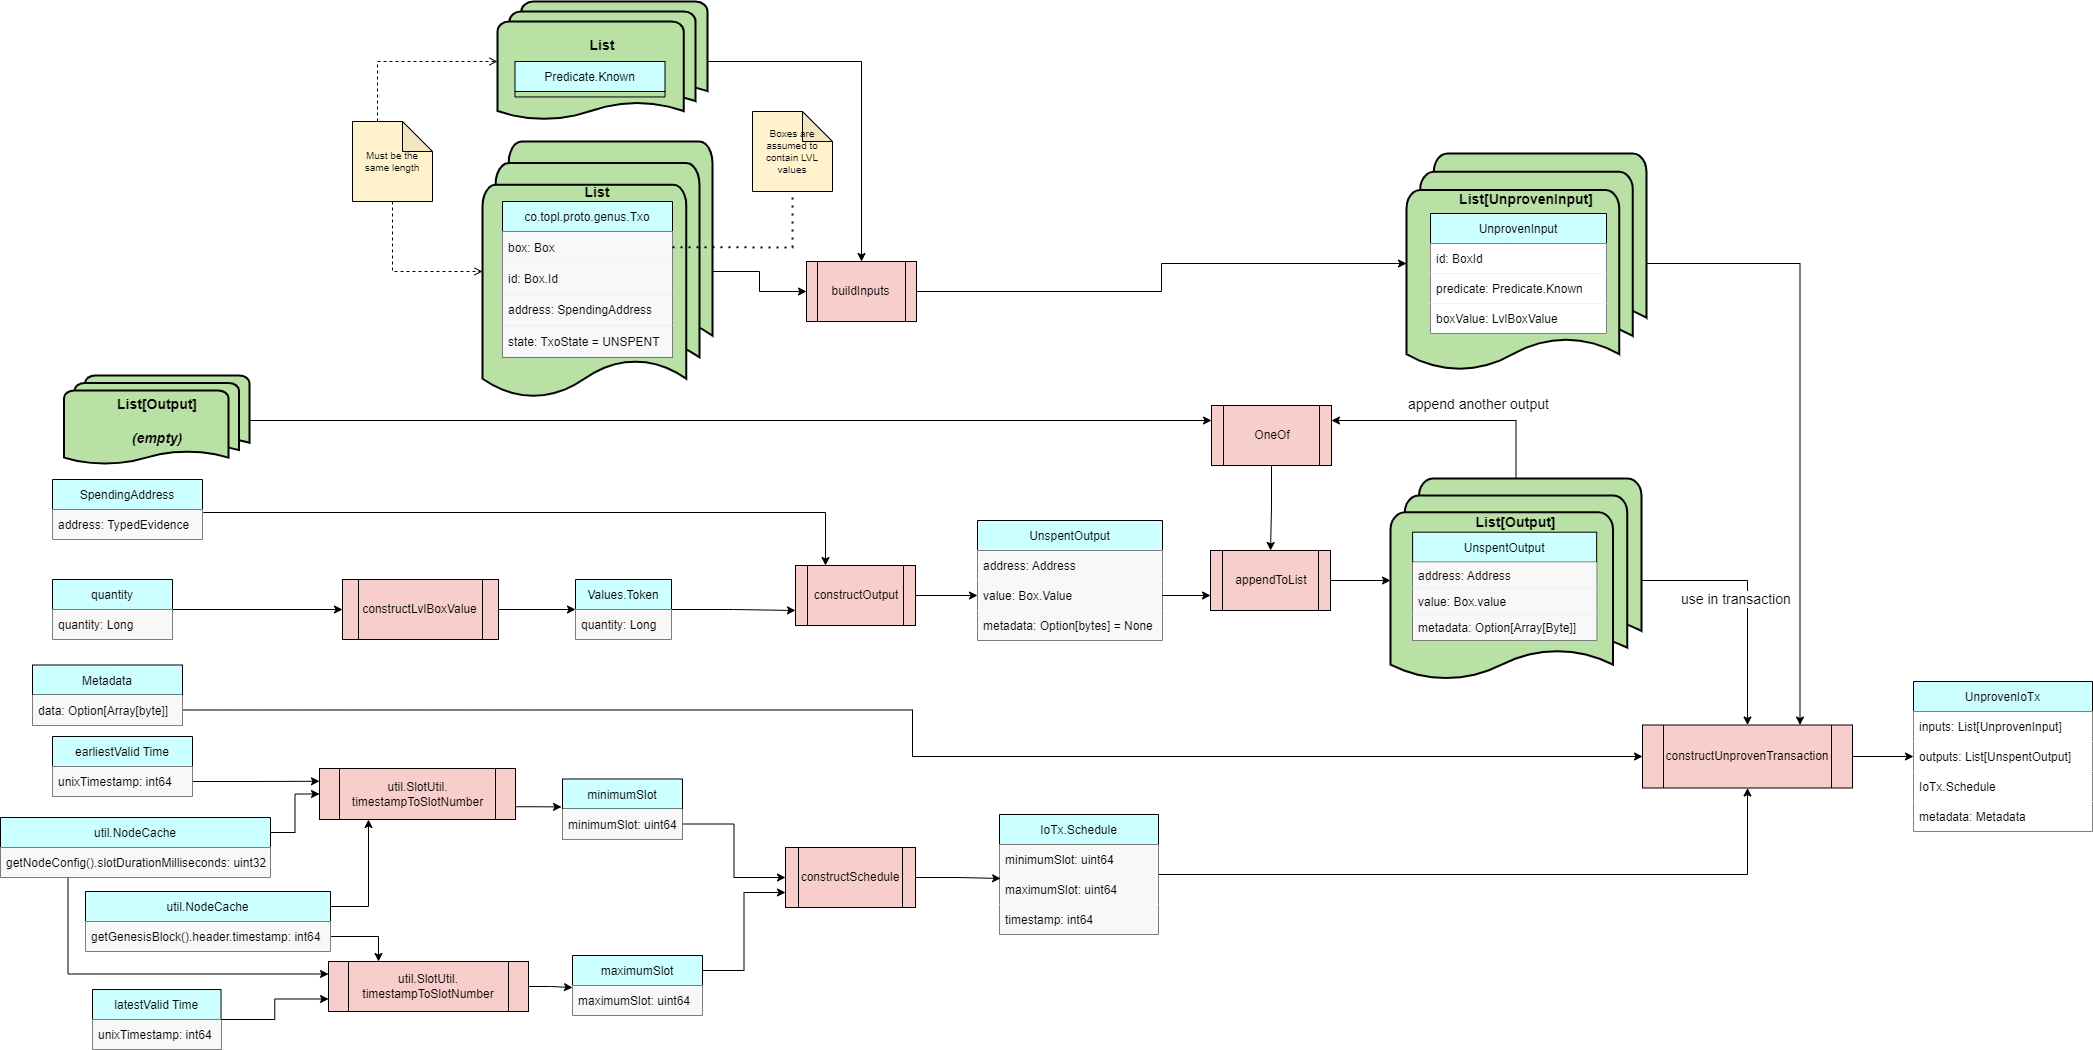 List
Predicate.Known
Must be the
same length
Boxes are
assumed to
contain LVL
values
List
co.topl.proto.genus.Txo
box: Box
id: Box.Id
address: SpendingAddress
state: TxoState = UNSPENT
buildInputs
List[UnprovenInput]
UnprovenInput
id: BoxId
predicate: Predicate.Known
boxValue: LvlBoxValue
List[Output]
(empty)
OneOf
append another output
SpendingAddress
address: TypedEvidence
quantity
quantity: Long
constructLvlBoxValue
Values.Token
quantity: Long
constructOutput
UnspentOutput
address: Address
value: Box.Value
metadata: Option[bytes] = None
appendToList
List[Output]
UnspentOutput
address: Address
value: Box.value
metadata: Option[Array[Byte]]
use in transaction
Metadata
data: Option[Array[byte]]
earliestValid Time
unixTimestamp: int64
util.SlotUtil.
timestampToSlotNumber
minimumSlot
minimumSlot: uint64
util.NodeCache
getNodeConfig().slotDurationMilliseconds: uint32
util.NodeCache
getGenesisBlock().header.timestamp: int64
constructSchedule
IoTx.Schedule
minimumSlot: uint64
maximumSlot: uint64
timestamp: int64
constructUnprovenTransaction
UnprovenIoTx
inputs: List[UnprovenInput]
outputs: List[UnspentOutput]
IoTx.Schedule
metadata: Metadata
util.SlotUtil.
timestampToSlotNumber
maximumSlot
maximumSlot: uint64
latestValid Time
unixTimestamp: int64